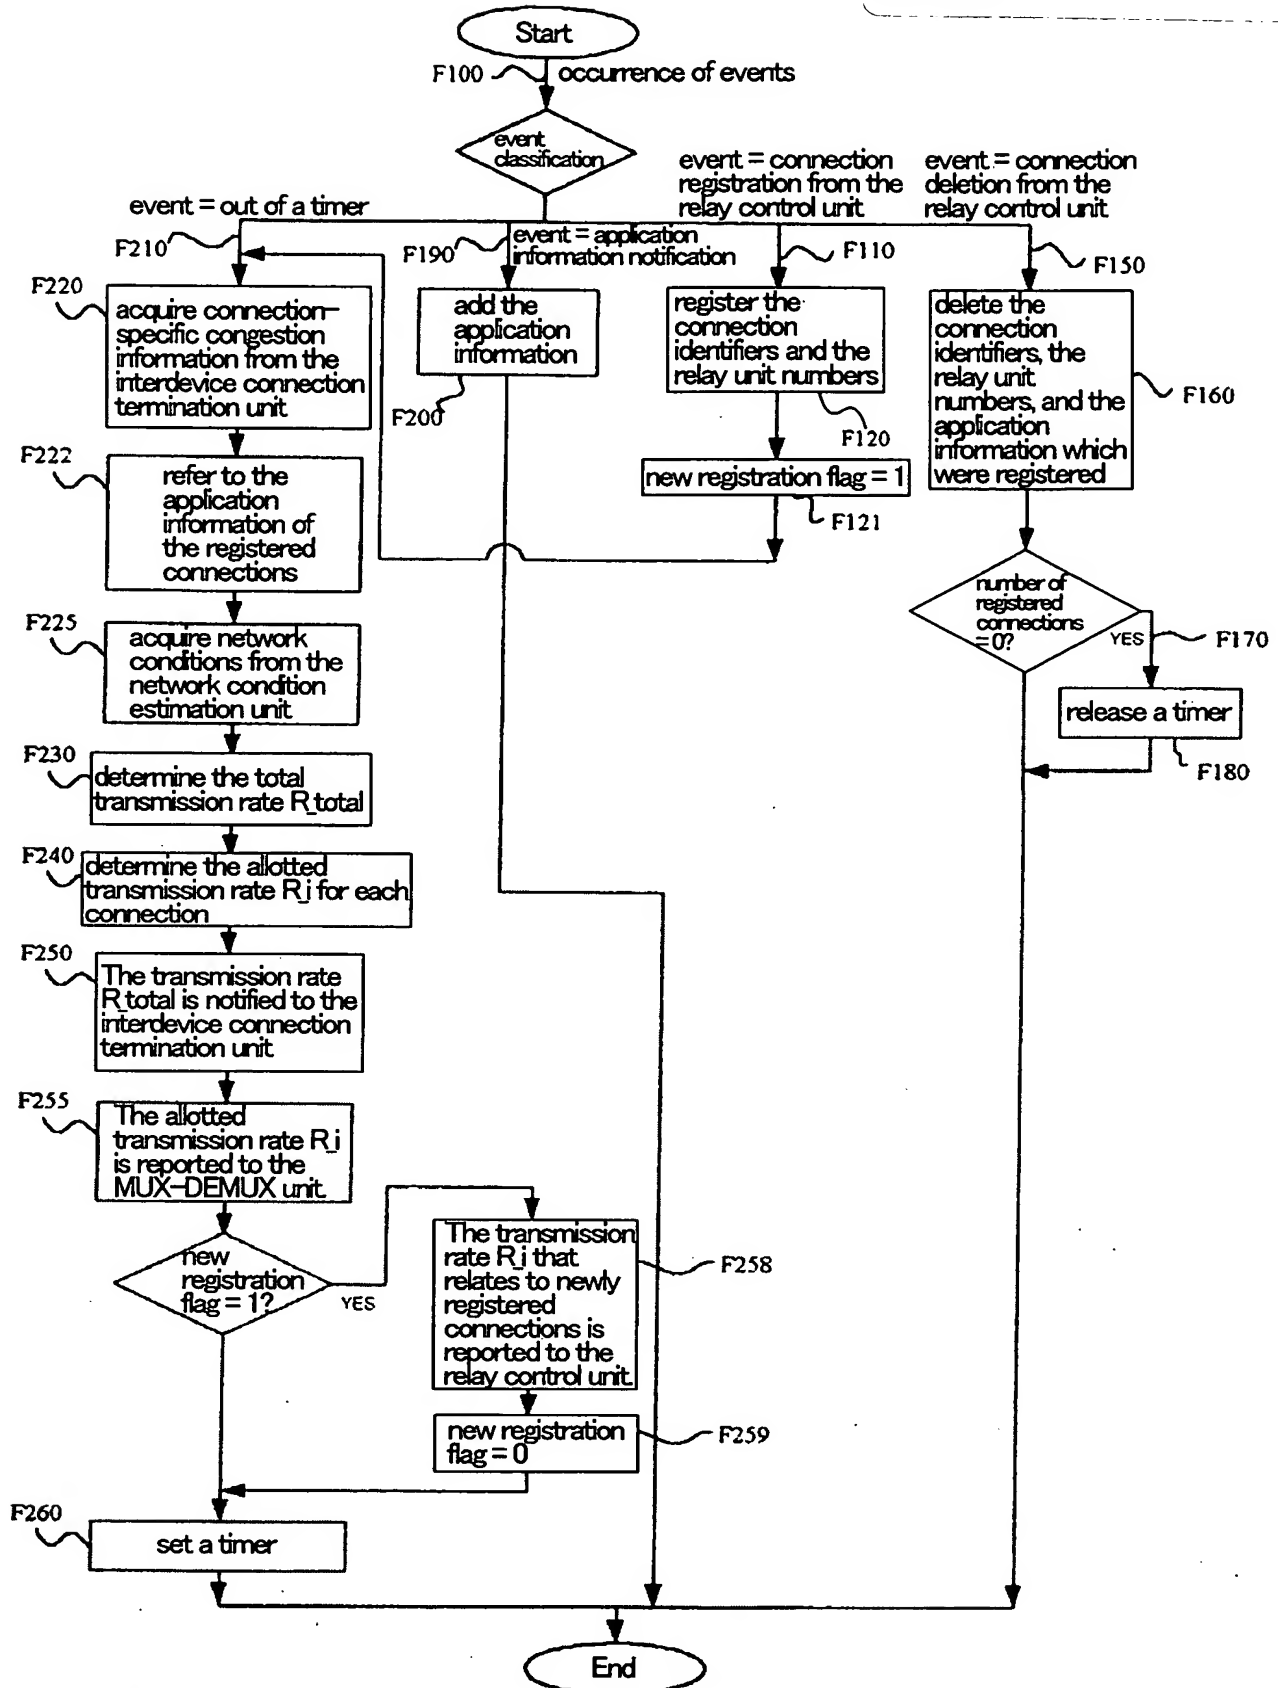 Start
F100
occurrence of events
event
classification
event = out of a timer
F210
F190
event = application
information notification
event = connection
registration from the
relay control unit
F110
event = connection
deletion from the
relay control unit
F150
F220
acquire connection-
specific congestion
information from the
interdevice connection
termination unit
add the
application
information
F200
register the
connection
identifiers and the
relay unit numbers
F120
new registration flag = 1
F121
delete the
connection
identifiers, the
relay unit
numbers, and the
application
information which
were registered
F160
F222
refer to the
application
information of
the registered
connections
number of
registered
connections
=0?
YES
F170
release a timer
F180
F225
acquire network
conditions from the
network condition
estimation unit
F230
determine the total
transmission rate R_total
F240
determine the allotted
transmission rate R_i for each
connection
F250
The transmission rate
R_total is notified to the
interdevice connection
termination unit
F255
The allotted
transmission rate R_i
is reported to the
MUX-DEMUX unit.
new
registration
flag = 1?
YES
The transmission
rate R_i that
relates to newly
registered
connections is
reported to the
relay control unit.
F258
new registration
flag = 0
F259
F260
set a timer
End